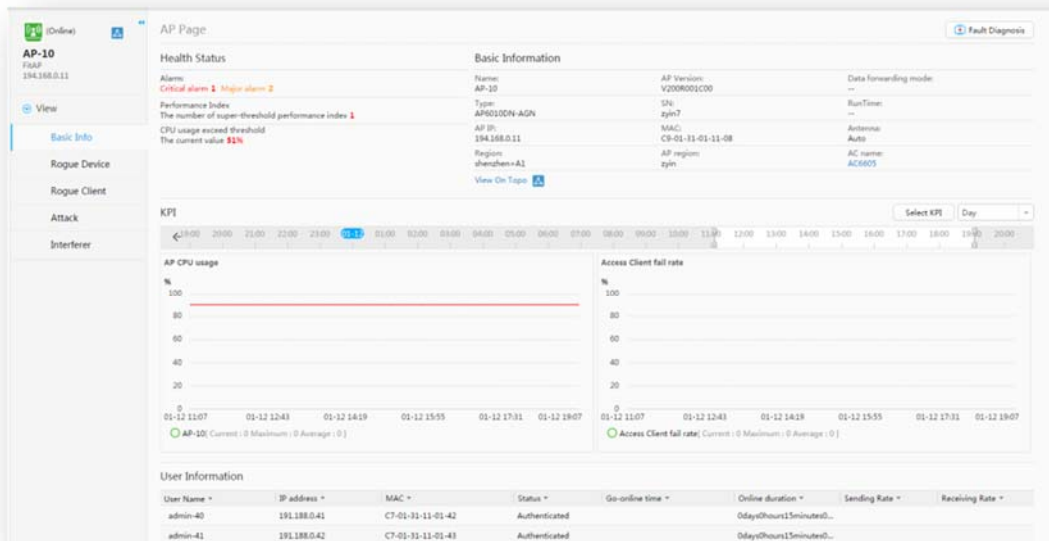 (Online)
AP-10
FitAP
194.168.0.11
View
Basic Info
Rogue Device
Rogue Client
Attack
Interferer
AP Page
Fault Diagnosis
Health Status
Alarm:
Critical alarm 1 Major alarm 2
Performance Index
The number of super-threshold performance index 1
CPU usage exceed threshold
The current value 91%
Basic Information
Name: AP Version: Data forwarding mode:
AP-10 V200R001C00 --
Type: SN: RunTime:
AP6010DN-AGN zyin7 --
AP IP: MAC: Antenna:
194.168.0.11 C9-01-31-01-11-08 Auto
Region: AP region: AC name:
shenzhen-A1 zyin AC6605
View On Topo
KPI
Select KPI Day
19:00 20:00 21:00 22:00 23:00 01-12 01:00 02:00 03:00 04:00 05:00 06:00 07:00 08:00 09:00 10:00 11:00 12:00 13:00 14:00 15:00 16:00 17:00 18:00 19:00 20:00
AP CPU usage
%
100
80
60
40
20
0
01-12 11:07 01-12 12:43 01-12 14:19 01-12 15:55 01-12 17:31 01-12 19:07
AP-10( Current : 0 Maximum : 0 Average : 0 )
Access Client fail rate
%
100
80
60
40
20
0
01-12 11:07 01-12 12:43 01-12 14:19 01-12 15:55 01-12 17:31 01-12 19:07
Access Client fail rate( Current : 0 Maximum : 0 Average : 0 )
User Information
User Name IP address MAC Status Go-online time Online duration Sending Rate Receiving Rate
admin-40 191.188.0.41 C7-01-31-11-01-42 Authenticated 0days0hours15minutes0...
admin-41 191.188.0.42 C7-01-31-11-01-43 Authenticated 0days0hours15minutes0...